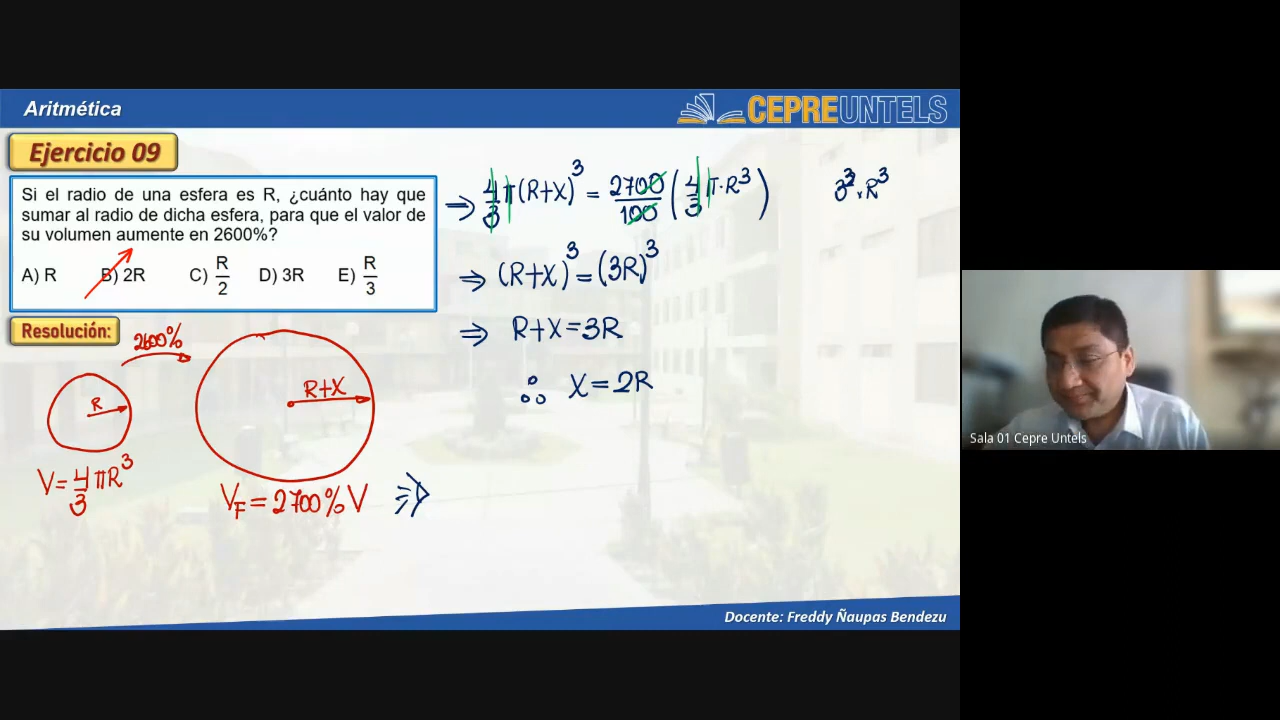 Aritmética
CEPREUNTELS
Ejercicio 09
Si el radio de una esfera es R, ¿cuánto hay que
sumar al radio de dicha esfera, para que el valor de
su volumen aumente en 2600%?
A) R B) 2R C) R/2 D) 3R E) R/3
Resolución:
2600%
R
R+X
V = 4/3 πR³
V_F = 2700% V ⇒
⇒ 4/3 π(R+X)³ = 2700/100 (4/3 π·R³)
3³.R³
⇒ (R+X)³ = (3R)³
⇒ R+X = 3R
∴ X = 2R
Sala 01 Cepre Untels
Docente: Freddy Ñaupas Bendezu